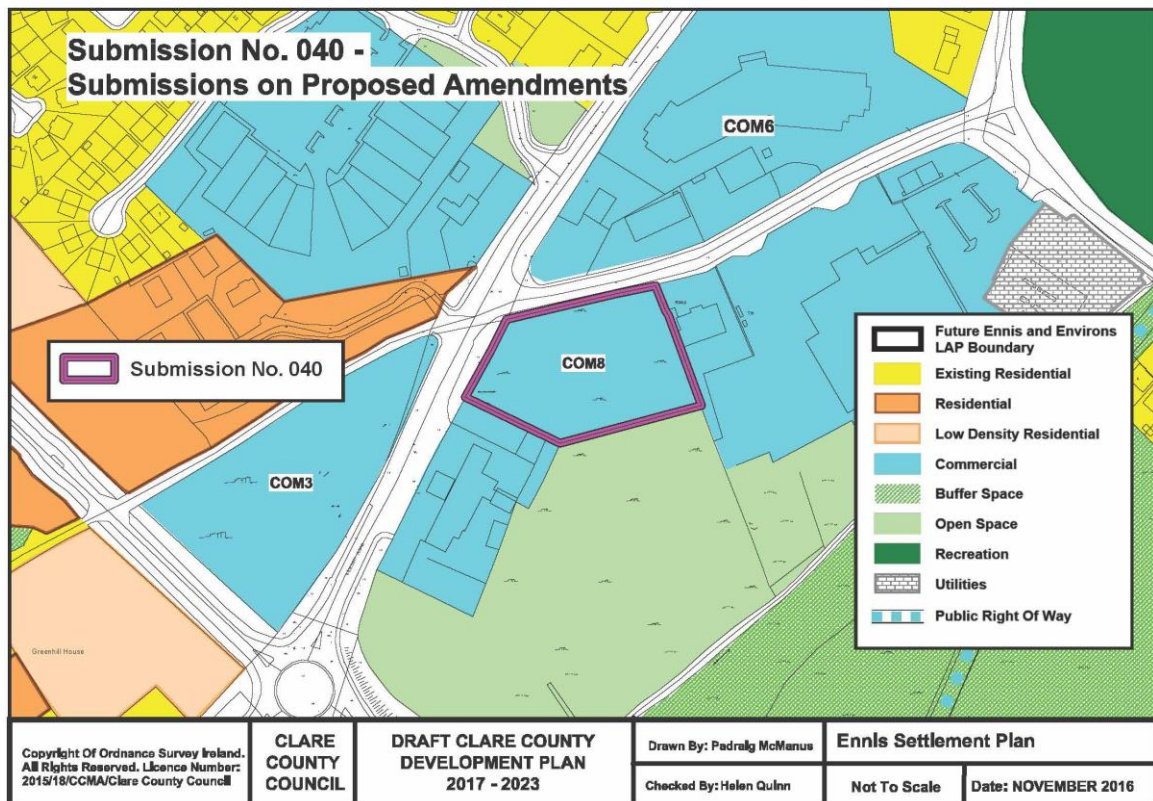 Submission No. 040 -
Submissions on Proposed Amendments
COM6
Submission No. 040
COM8
COM3
Greenhill House
Future Ennis and Environs
LAP Boundary
Existing Residential
Residential
Low Density Residential
Commercial
Buffer Space
Open Space
Recreation
Utilities
Public Right Of Way
Copyright Of Ordnance Survey Ireland.
All Rights Reserved. Licence Number:
2015/18/CCMA/Clare County Council
CLARE
COUNTY
COUNCIL
DRAFT CLARE COUNTY
DEVELOPMENT PLAN
2017 - 2023
Drawn By: Padraig McManus
Checked By: Helen Quinn
Ennis Settlement Plan
Not To Scale
Date: NOVEMBER 2016